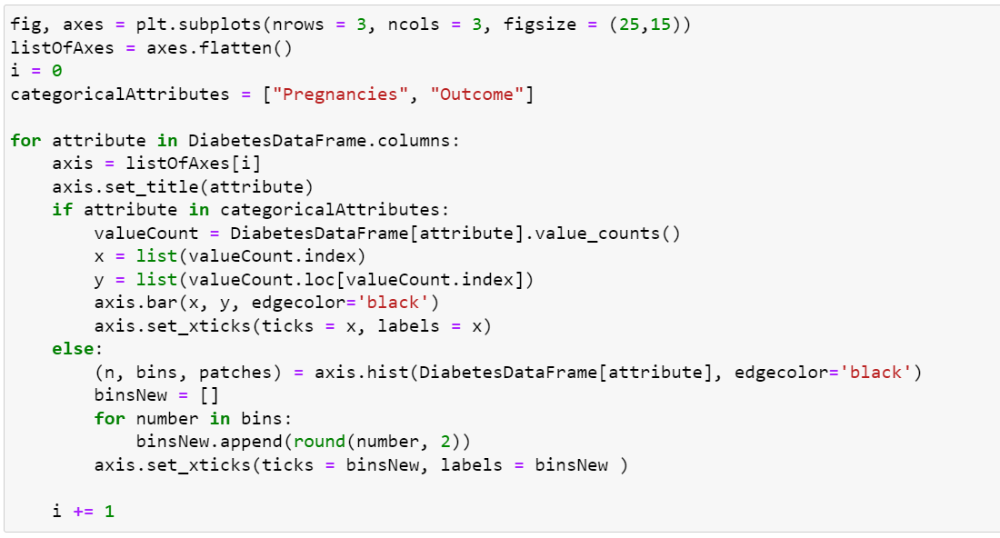 fig, axes = plt.subplots(nrows = 3, ncols = 3, figsize = (25,15))
listOfAxes = axes.flatten()
i = 0
categoricalAttributes = ["Pregnancies", "Outcome"]

for attribute in DiabetesDataFrame.columns:
    axis = listOfAxes[i]
    axis.set_title(attribute)
    if attribute in categoricalAttributes:
        valueCount = DiabetesDataFrame[attribute].value_counts()
        x = list(valueCount.index)
        y = list(valueCount.loc[valueCount.index])
        axis.bar(x, y, edgecolor='black')
        axis.set_xticks(ticks = x, labels = x)
    else:
        (n, bins, patches) = axis.hist(DiabetesDataFrame[attribute], edgecolor='black')
        binsNew = []
        for number in bins:
            binsNew.append(round(number, 2))
        axis.set_xticks(ticks = binsNew, labels = binsNew )

    i += 1